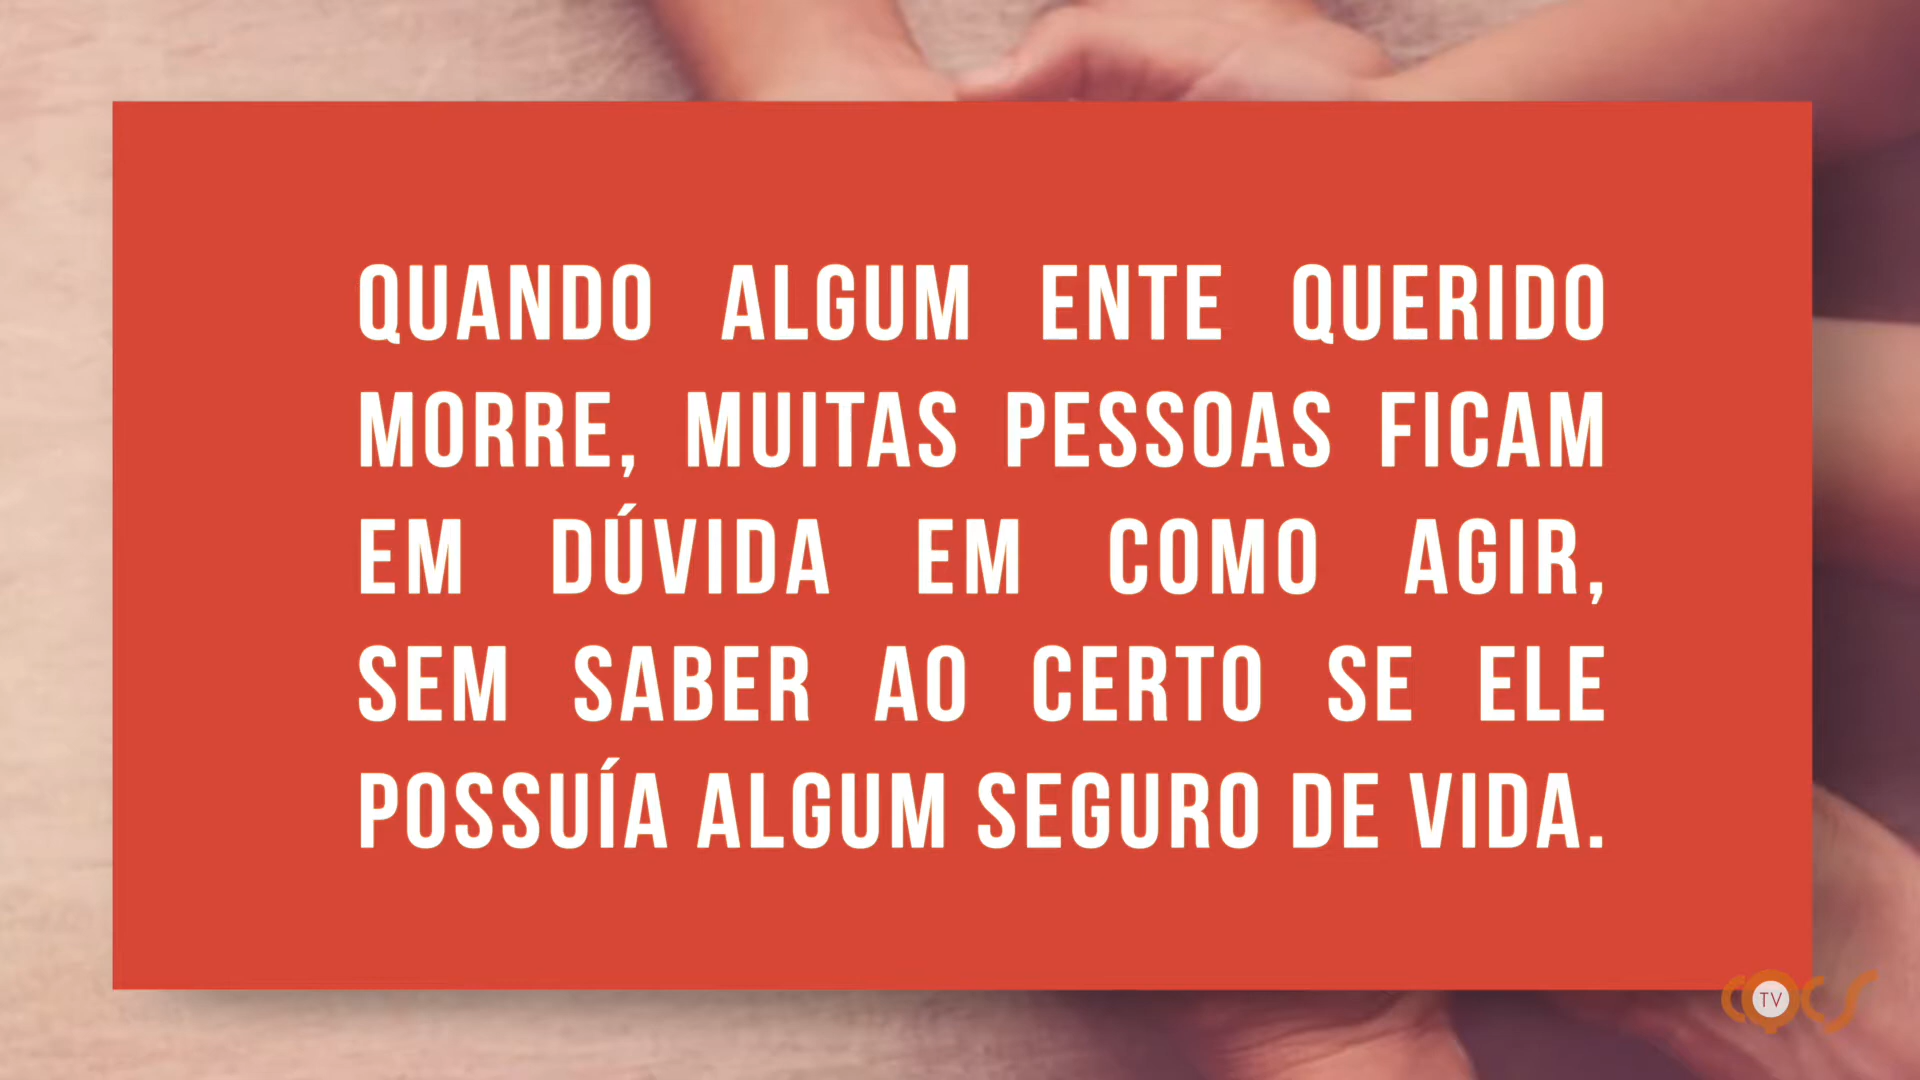 QUANDO ALGUM ENTE QUERIDO
MORRE, MUITAS PESSOAS FICAM
EM DÚVIDA EM COMO AGIR,
SEM SABER AO CERTO SE ELE
POSSUÍA ALGUM SEGURO DE VIDA.
CQCS
TV